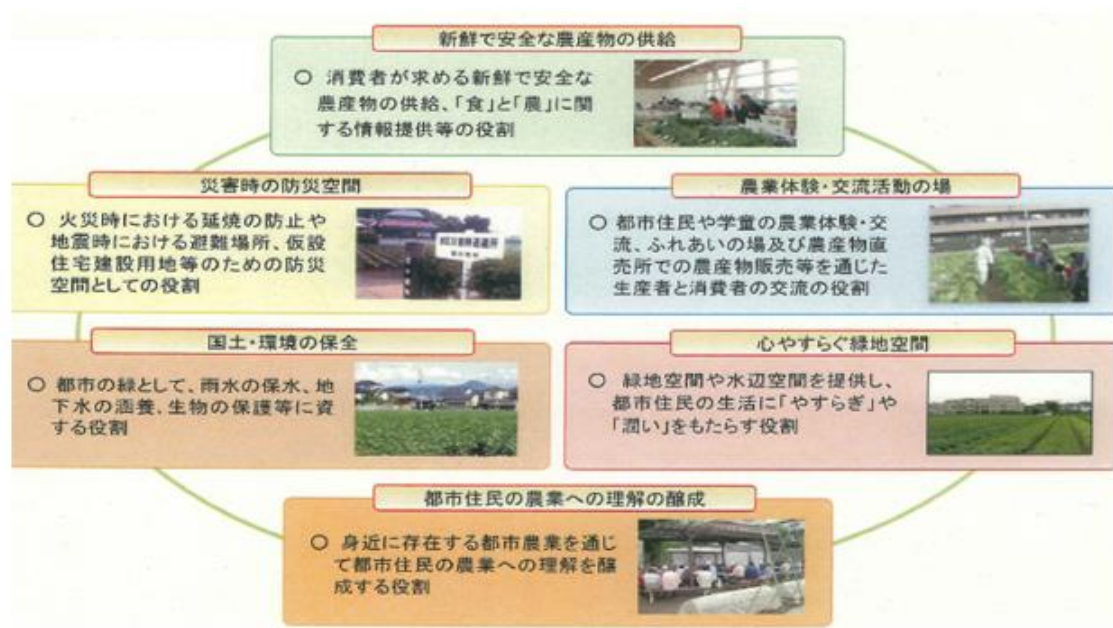 新鮮で安全な農産物の供給
○ 消費者が求める新鮮で安全な
農産物の供給、「食」と「農」に関
する情報提供等の役割
災害時の防災空間
○ 火災時における延焼の防止や
地震時における避難場所、仮設
住宅建設用地等のための防災
空間としての役割
農業体験・交流活動の場
○ 都市住民や学童の農業体験・交
流、ふれあいの場及び農産物直
売所での農産物販売等を通じた
生産者と消費者の交流の役割
国土・環境の保全
○ 都市の緑として、雨水の保水、地
下水の涵養、生物の保護等に資
する役割
心やすらぐ緑地空間
○ 緑地空間や水辺空間を提供し、
都市住民の生活に「やすらぎ」や
「潤い」をもたらす役割
都市住民の農業への理解の醸成
○ 身近に存在する都市農業を通じ
て都市住民の農業への理解を醸
成する役割